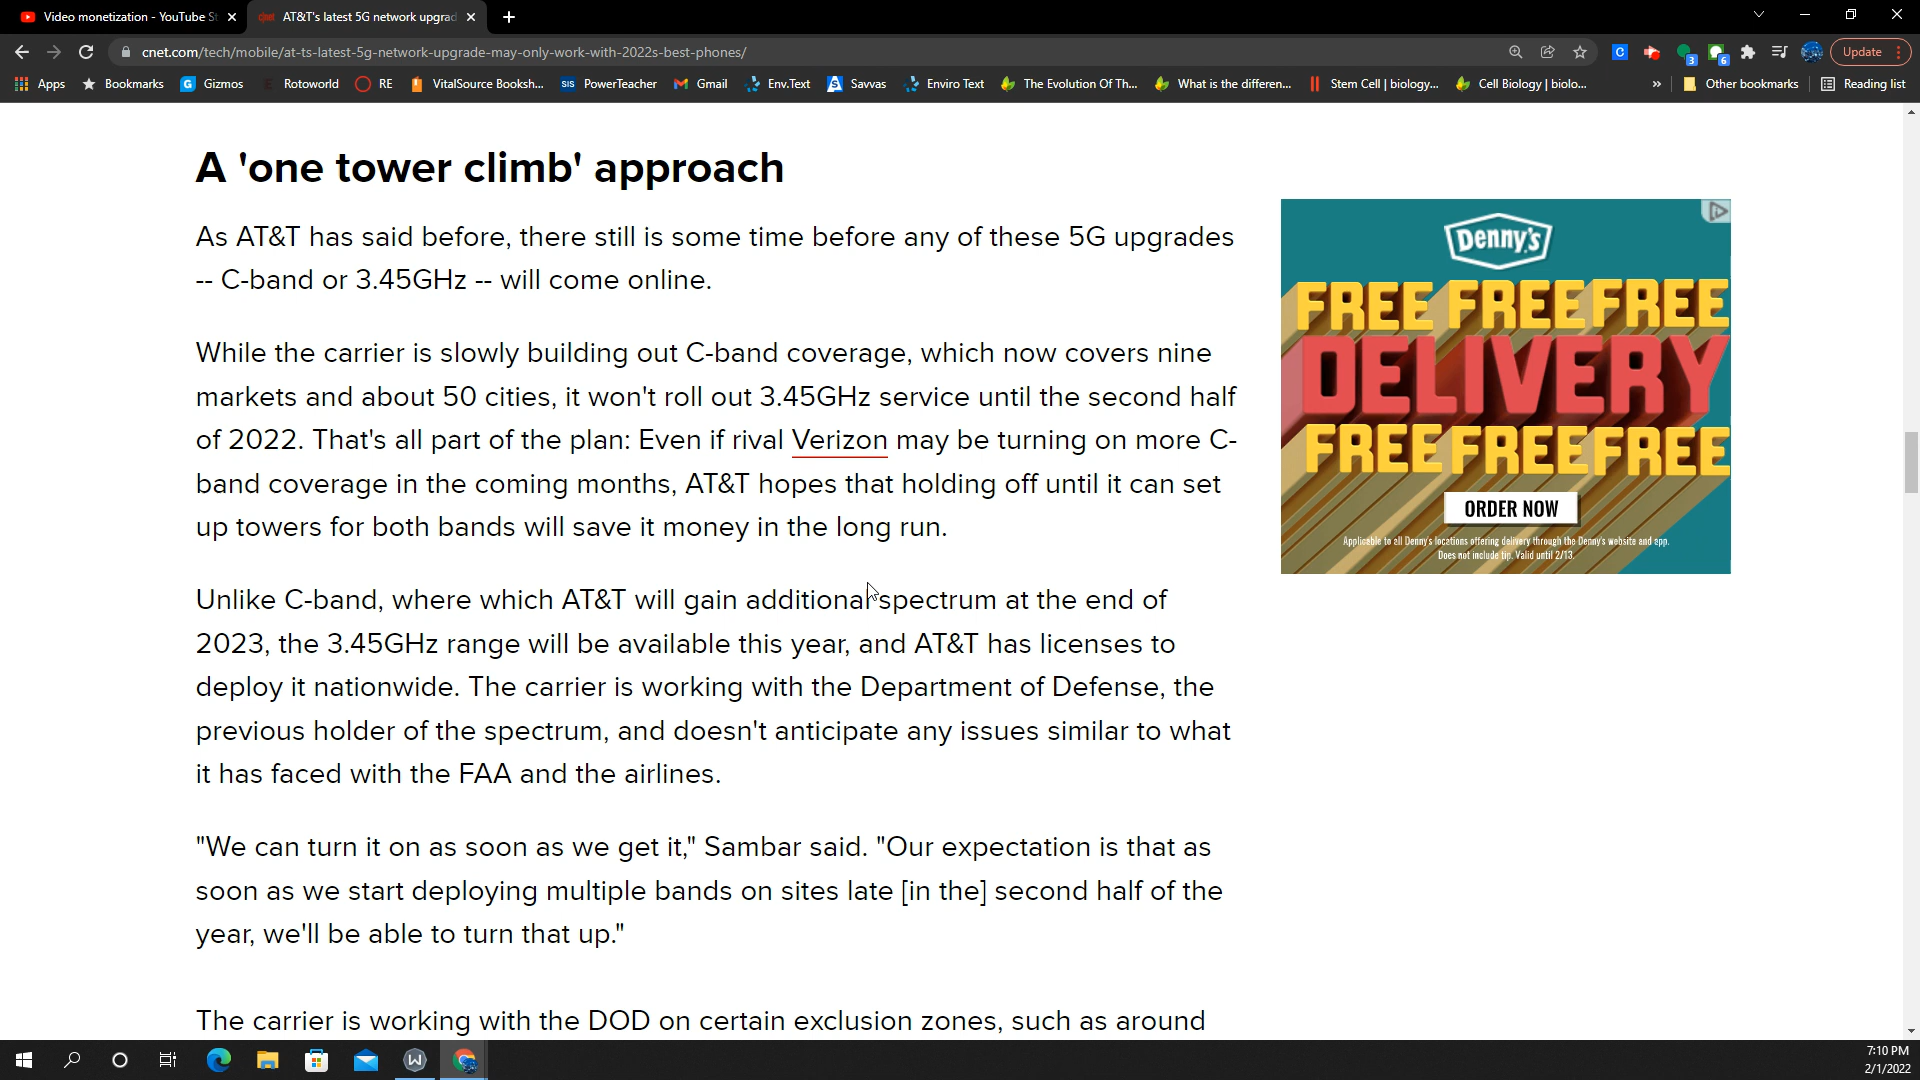 Video monetization - YouTube St
AT&T's latest 5G network upgrad
cnet.com/tech/mobile/at-ts-latest-5g-network-upgrade-may-only-work-with-2022s-best-phones/
3
6
Update
Apps
Bookmarks
Gizmos
Rotoworld
RE
VitalSource Booksh...
SIS PowerTeacher
Gmail
Env.Text
Savvas
Enviro Text
The Evolution Of Th...
What is the differen...
Stem Cell | biology...
Cell Biology | biolo...
»
Other bookmarks
Reading list
A 'one tower climb' approach
As AT&T has said before, there still is some time before any of these 5G upgrades
-- C-band or 3.45GHz -- will come online.
While the carrier is slowly building out C-band coverage, which now covers nine
markets and about 50 cities, it won't roll out 3.45GHz service until the second half
of 2022. That's all part of the plan: Even if rival Verizon may be turning on more C-
band coverage in the coming months, AT&T hopes that holding off until it can set
up towers for both bands will save it money in the long run.
Unlike C-band, where which AT&T will gain additional spectrum at the end of
2023, the 3.45GHz range will be available this year, and AT&T has licenses to
deploy it nationwide. The carrier is working with the Department of Defense, the
previous holder of the spectrum, and doesn't anticipate any issues similar to what
it has faced with the FAA and the airlines.
"We can turn it on as soon as we get it," Sambar said. "Our expectation is that as
soon as we start deploying multiple bands on sites late [in the] second half of the
year, we'll be able to turn that up."
The carrier is working with the DOD on certain exclusion zones, such as around
Denny's
FREE FREE FREE
DELIVERY
FREE FREE FREE
ORDER NOW
Applicable to all Denny's locations offering delivery through the Denny's website and app.
Does not include tip. Valid until 2/13.
7:10 PM
2/1/2022